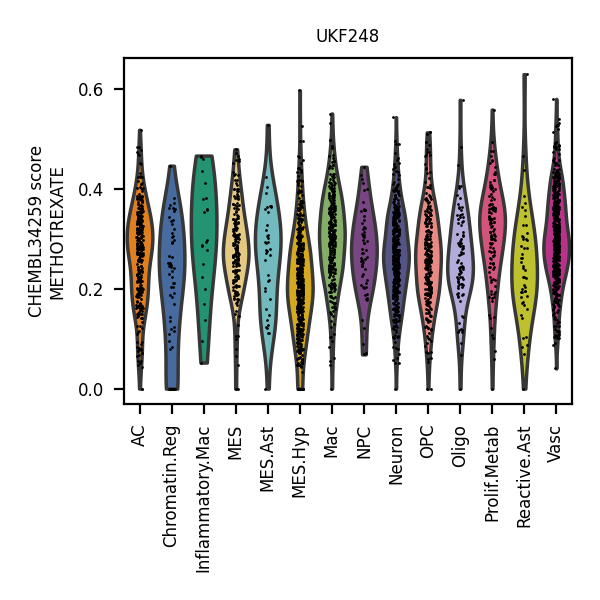 UKF248
CHEMBL34259 score
METHOTREXATE
0.6
0.4
0.2
0.0
AC
Chromatin.Reg
Inflammatory.Mac
MES
MES.Ast
MES.Hyp
Mac
NPC
Neuron
OPC
Oligo
Prolif.Metab
Reactive.Ast
Vasc